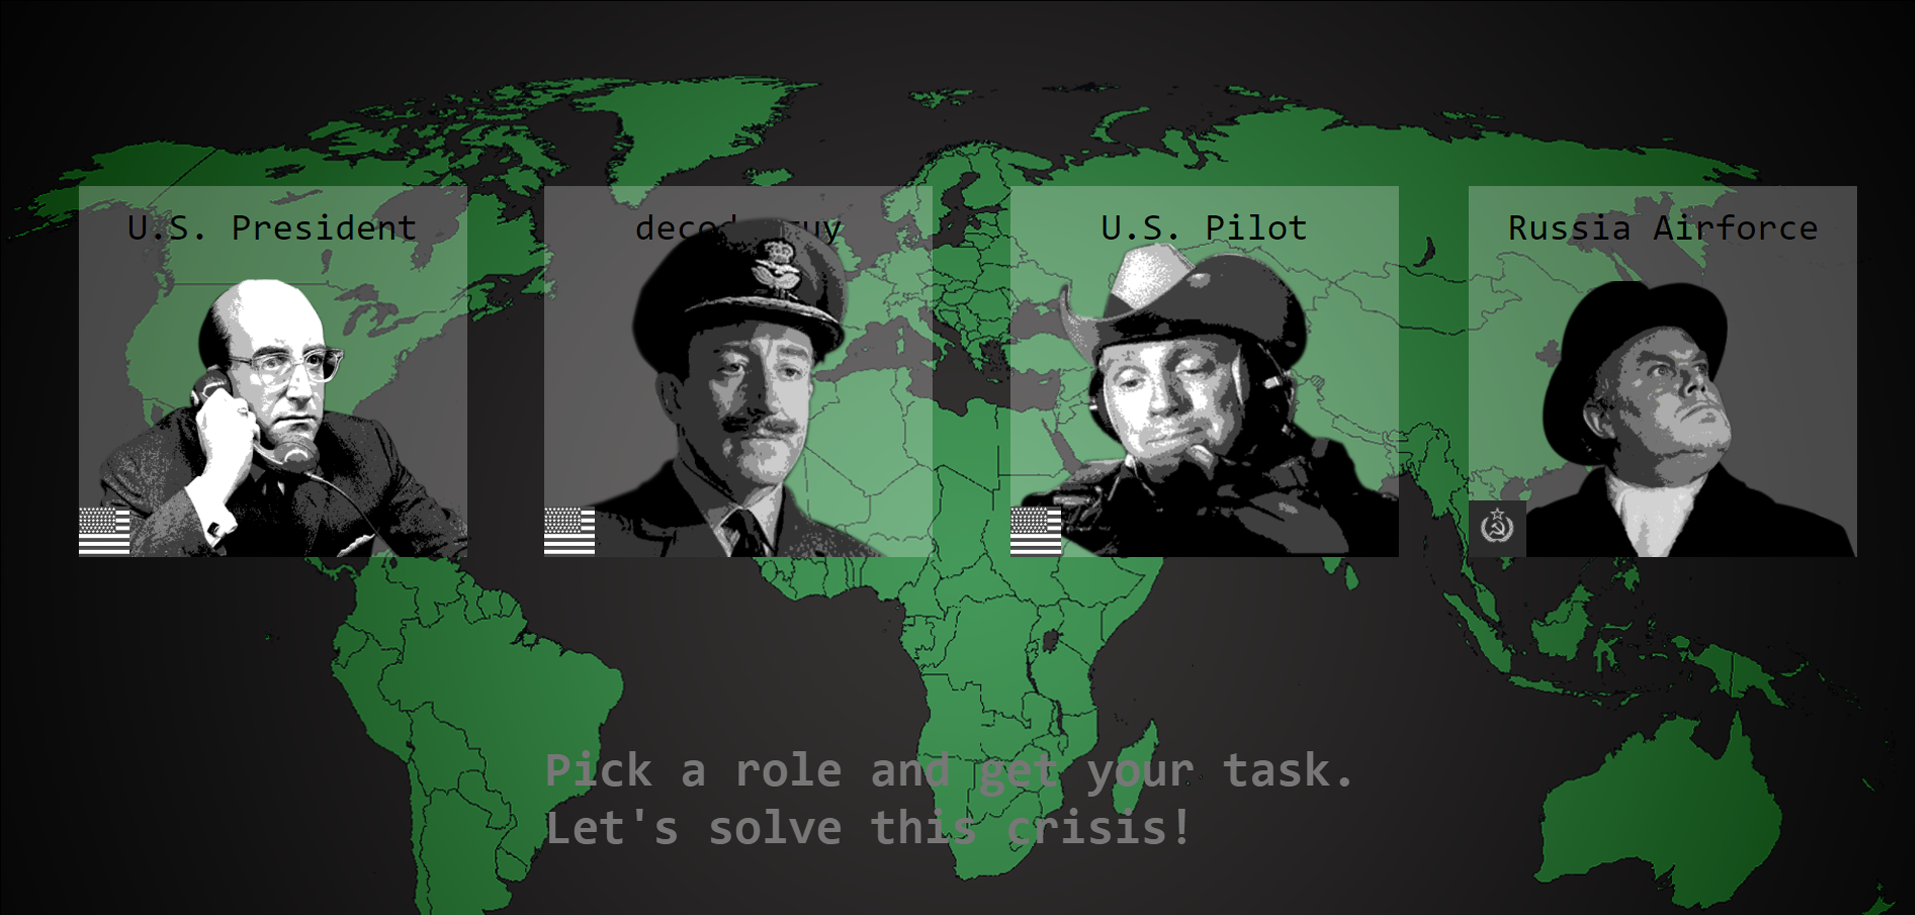 U.S. President
U.S. Pilot
Russia Airforce
Pick a role and get your task.
Let's solve this crisis!